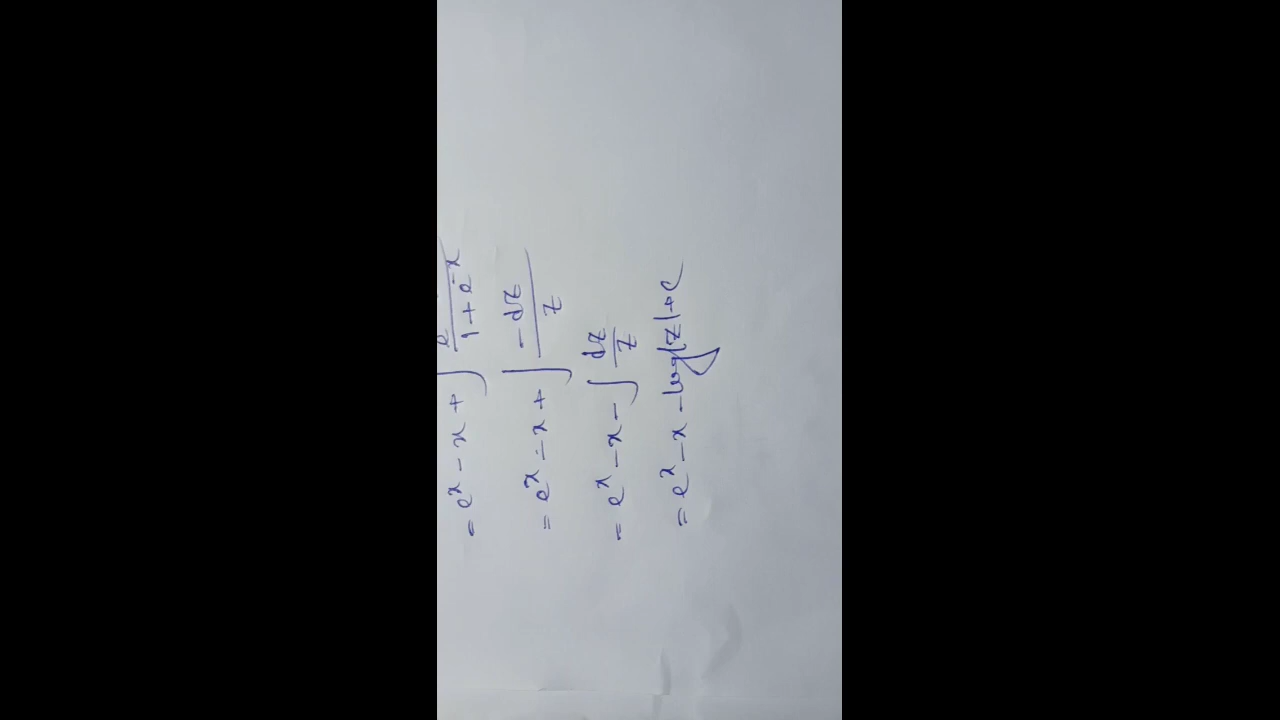 = e^x - x + ∫ e / 1 + e^-x
= e^x - x + ∫ -dz / z
= e^x - x - ∫ dz / z
= e^x - x - log|z| + c